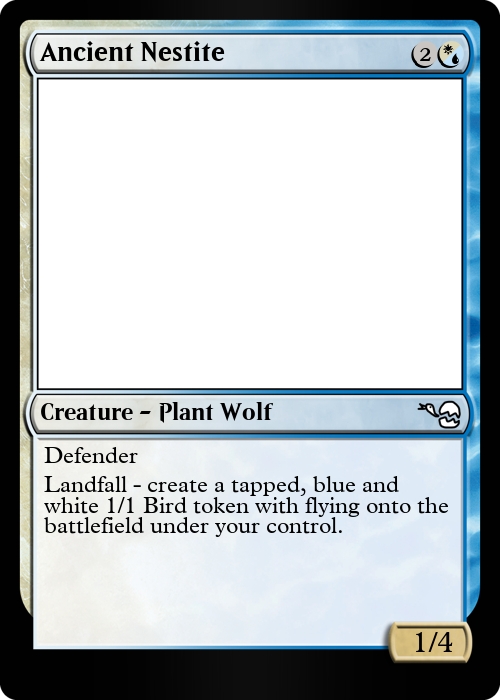 Ancient Nestite
2
Creature – Plant Wolf
Defender
Landfall - create a tapped, blue and
white 1/1 Bird token with flying onto the
battlefield under your control.
1/4